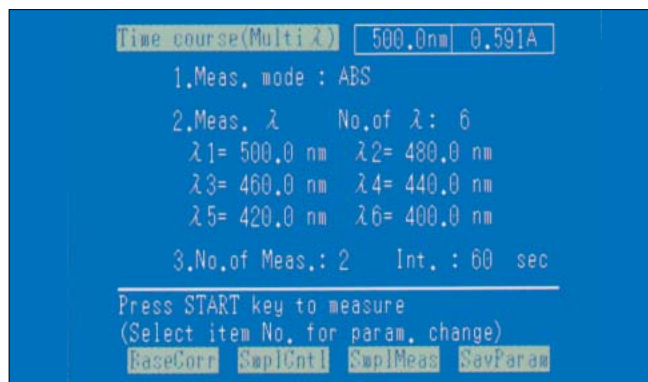 Time course(Multi λ) 500.0nm 0.591A
1.Meas. mode : ABS
2.Meas. λ No.of λ: 6
λ1= 500.0 nm λ2= 480.0 nm
λ3= 460.0 nm λ4= 440.0 nm
λ5= 420.0 nm λ6= 400.0 nm
3.No.of Meas.: 2 Int. : 60 sec
Press START key to measure
(Select item No. for param. change)
BaseCorr SmplCntl SmplMeas SavParam